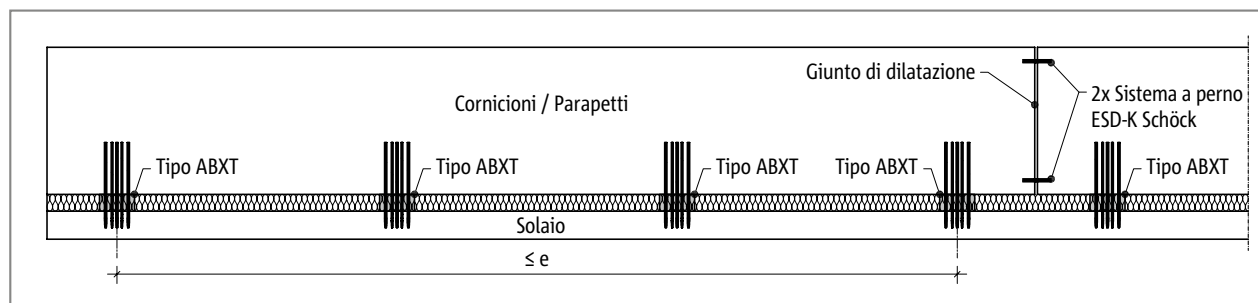 Giunto di dilatazione
2x Sistema a perno
ESD-K Schöck
Cornicioni / Parapetti
Tipo ABXT
Tipo ABXT
Tipo ABXT
Tipo ABXT
Tipo ABXT
Solaio
≤ e